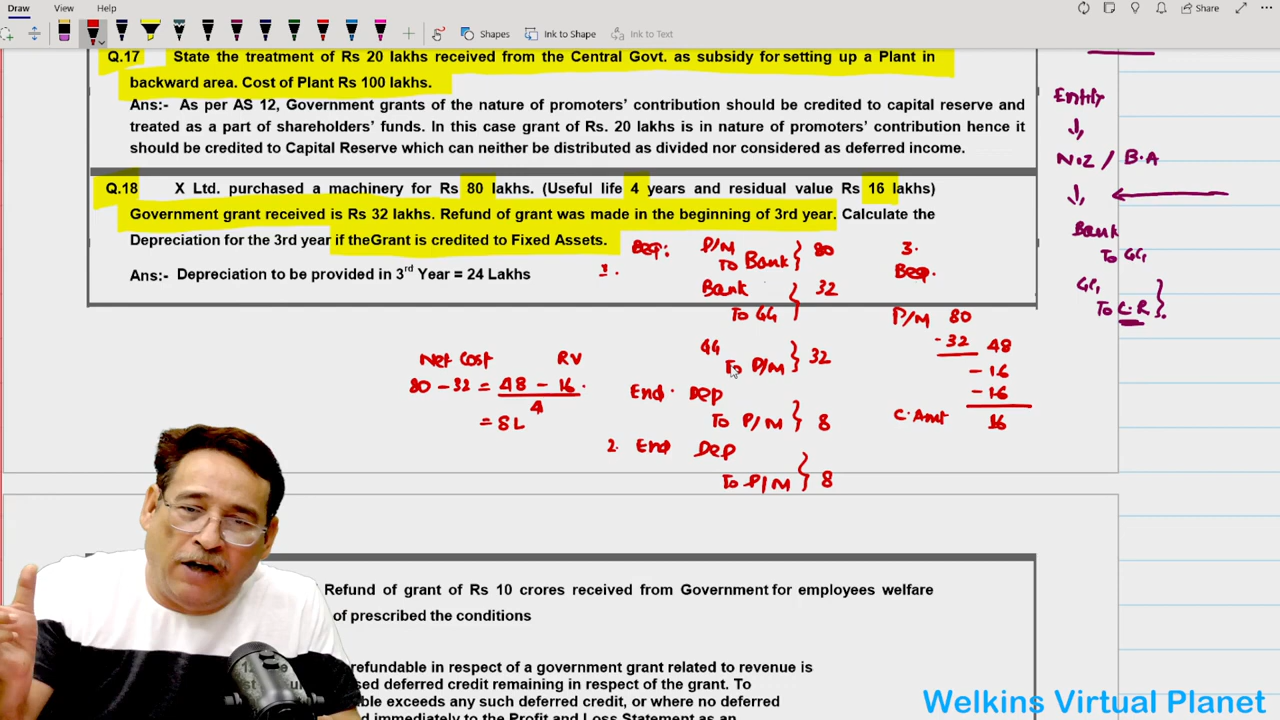 Draw View Help
Share
Shapes Ink to Shape Ink to Text
Q.17 State the treatment of Rs 20 lakhs received from the Central Govt. as subsidy for setting up a Plant in
backward area. Cost of Plant Rs 100 lakhs.
Ans:- As per AS 12, Government grants of the nature of promoters' contribution should be credited to capital reserve and
treated as a part of shareholders' funds. In this case grant of Rs. 20 lakhs is in nature of promoters' contribution hence it
should be credited to Capital Reserve which can neither be distributed as divided nor considered as deferred income.
Q.18 X Ltd. purchased a machinery for Rs 80 lakhs. (Useful life 4 years and residual value Rs 16 lakhs)
Government grant received is Rs 32 lakhs. Refund of grant was made in the beginning of 3rd year. Calculate the
Depreciation for the 3rd year if theGrant is credited to Fixed Assets.
Ans:- Depreciation to be provided in 3rd Year = 24 Lakhs
1. Beg: P/M
To Bank } 80
Bank
To GG } 32
GG
To P/M } 32
End. Dep
To P/M } 8
2. End Dep
To P/M } 8
Net Cost RV
80 - 32 = 48 - 16.
4
= 8L
3.
Beg.
P/M 80
-32 48
-16
-16
C. Amt 16
Entity
N.Z / B.A
Bank
To GG
GG
To C.R }
Refund of grant of Rs 10 crores received from Government for employees welfare
of prescribed the conditions
refundable in respect of a government grant related to revenue is
sed deferred credit remaining in respect of the grant. To
ble exceeds any such deferred credit, or where no deferred
d immediately to the Profit and Loss Statement as an
Welkins Virtual Planet